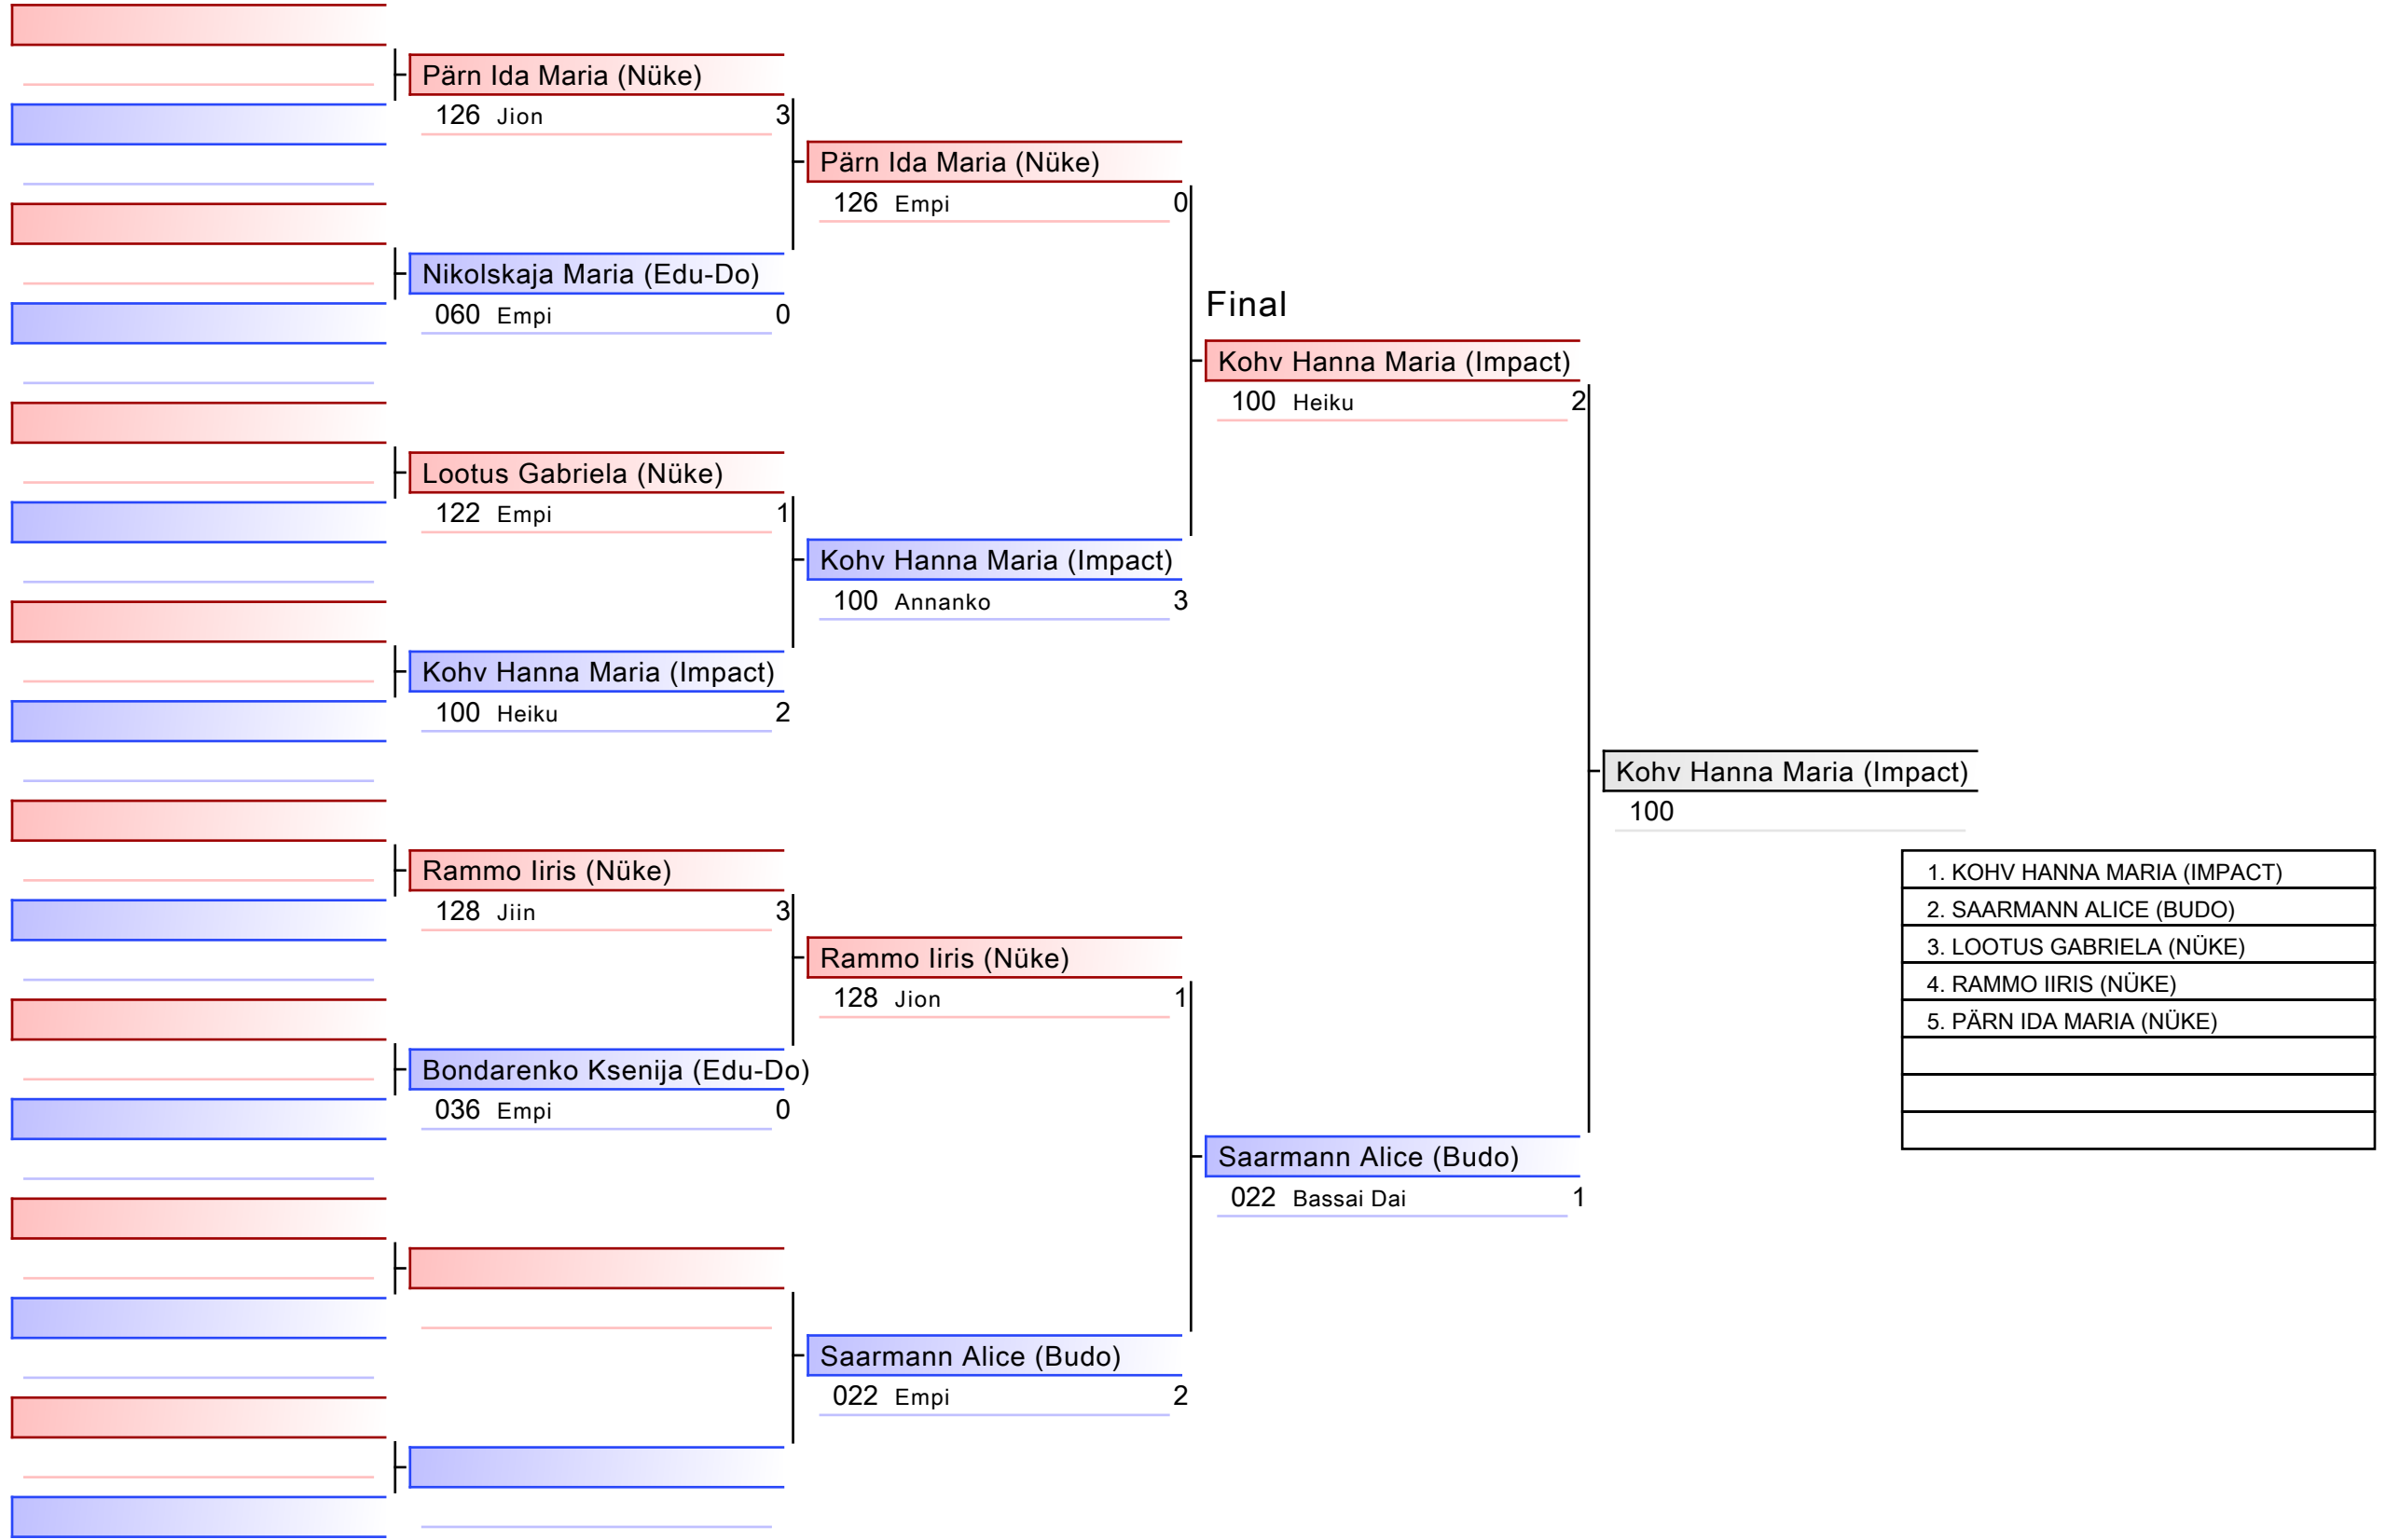 Pärn Ida Maria (Nüke)
126 Jion 3
Nikolskaja Maria (Edu-Do)
060 Empi 0
Lootus Gabriela (Nüke)
122 Empi 1
Kohv Hanna Maria (Impact)
100 Heiku 2
Rammo Iiris (Nüke)
128 Jiin 3
Bondarenko Ksenija (Edu-Do)
036 Empi 0
Pärn Ida Maria (Nüke)
126 Empi 0
Kohv Hanna Maria (Impact)
100 Annanko 3
Rammo Iiris (Nüke)
128 Jion 1
Saarmann Alice (Budo)
022 Empi 2
Final
Kohv Hanna Maria (Impact)
100 Heiku 2
Saarmann Alice (Budo)
022 Bassai Dai 1
Kohv Hanna Maria (Impact)
100
1. KOHV HANNA MARIA (IMPACT)
2. SAARMANN ALICE (BUDO)
3. LOOTUS GABRIELA (NÜKE)
4. RAMMO IIRIS (NÜKE)
5. PÄRN IDA MARIA (NÜKE)